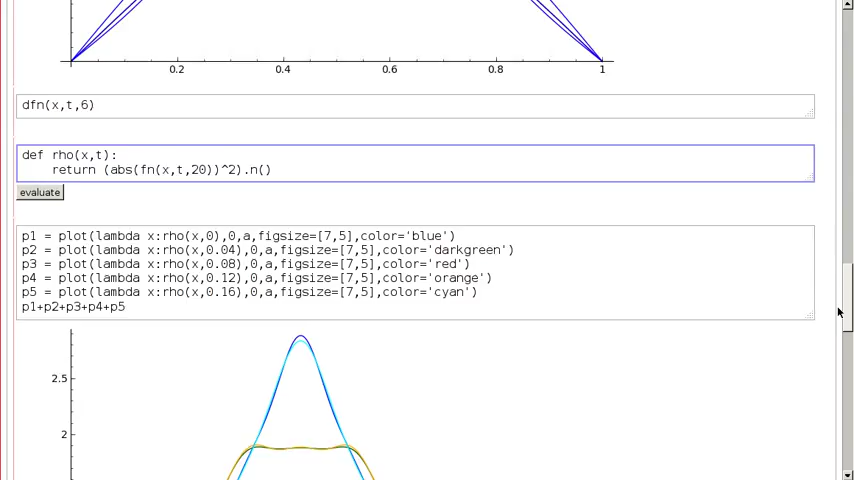 0.2 0.4 0.6 0.8 1
dfn(x,t,6)
def rho(x,t):
    return (abs(fn(x,t,20))^2).n()
evaluate
p1 = plot(lambda x:rho(x,0),0,a,figsize=[7,5],color='blue')
p2 = plot(lambda x:rho(x,0.04),0,a,figsize=[7,5],color='darkgreen')
p3 = plot(lambda x:rho(x,0.08),0,a,figsize=[7,5],color='red')
p4 = plot(lambda x:rho(x,0.12),0,a,figsize=[7,5],color='orange')
p5 = plot(lambda x:rho(x,0.16),0,a,figsize=[7,5],color='cyan')
p1+p2+p3+p4+p5
2.5
2